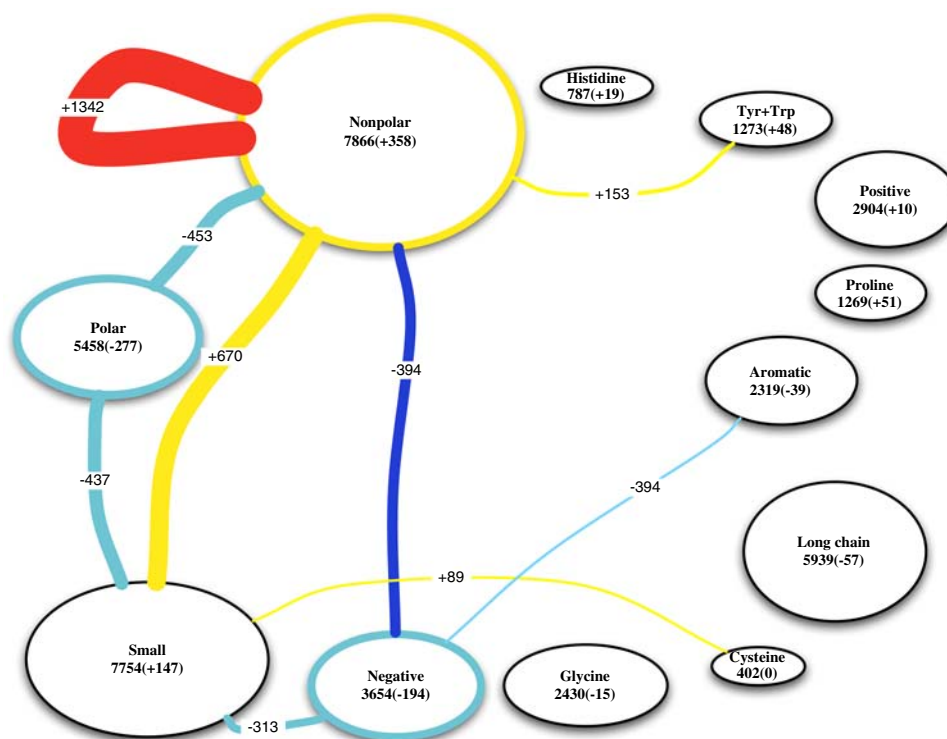 Histidine
787(+19)
+1342
Nonpolar
7866(+358)
Tyr+Trp
1273(+48)
+153
Positive
2904(+10)
-453
Proline
1269(+51)
Polar
5458(-277)
+670
-394
Aromatic
2319(-39)
-437
-394
Long chain
5939(-57)
+89
Small
7754(+147)
Negative
3654(-194)
Glycine
2430(-15)
Cysteine
402(0)
-313